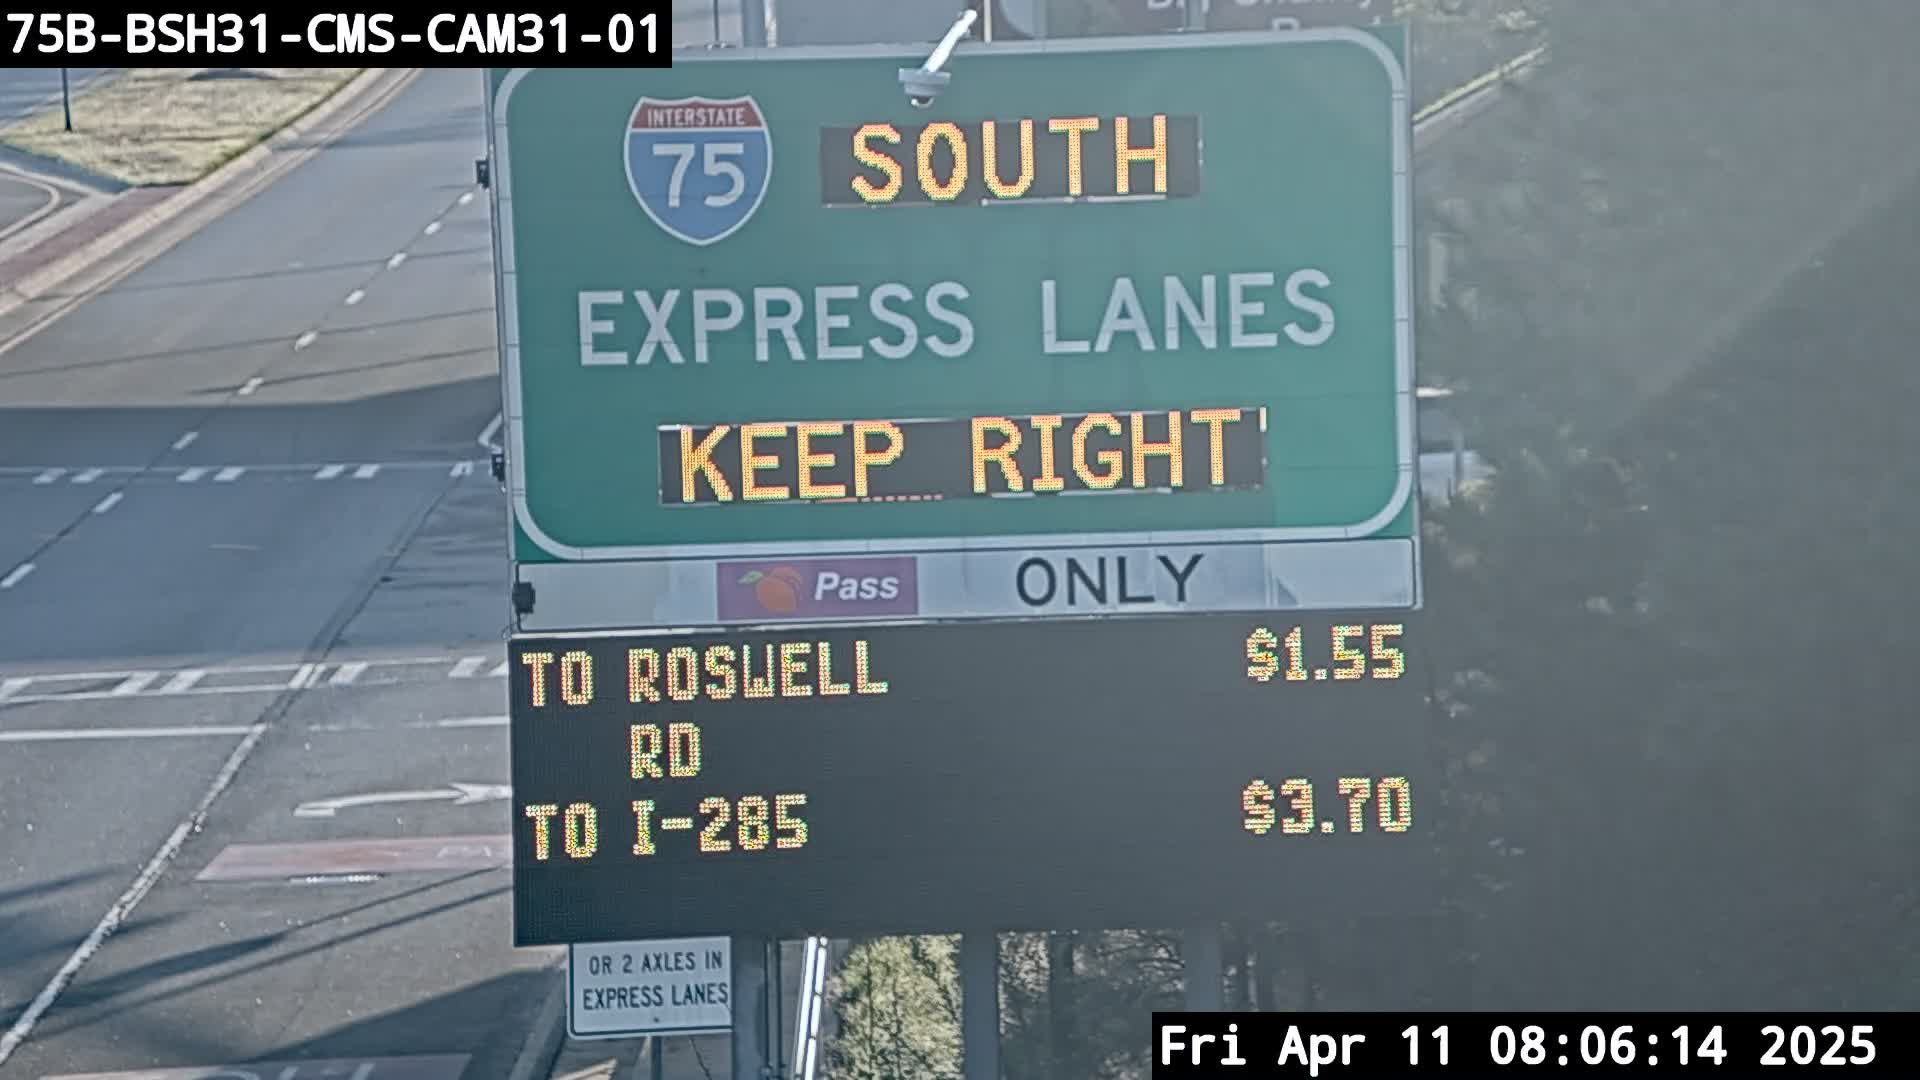 75B-BSH31-CMS-CAM31-01
INTERSTATE
75
SOUTH
EXPRESS LANES
KEEP RIGHT
Pass ONLY
TO ROSWELL $1.55
RD
TO I-285 $3.70
OR 2 AXLES IN
EXPRESS LANES
Fri Apr 11 08:06:14 2025